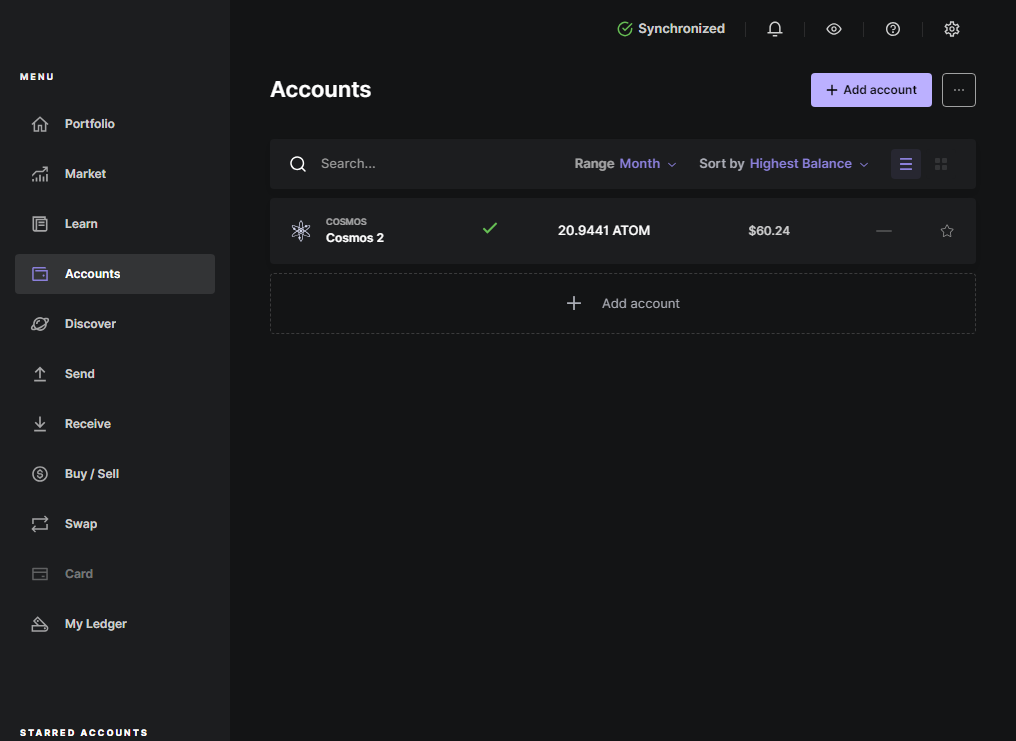 Synchronized
MENU
Portfolio
Market
Learn
Accounts
Discover
Send
Receive
Buy / Sell
Swap
Card
My Ledger
STARRED ACCOUNTS
Accounts
+ Add account
Search...
Range Month
Sort by Highest Balance
COSMOS
Cosmos 2
20.9441 ATOM
$60.24
—
+ Add account